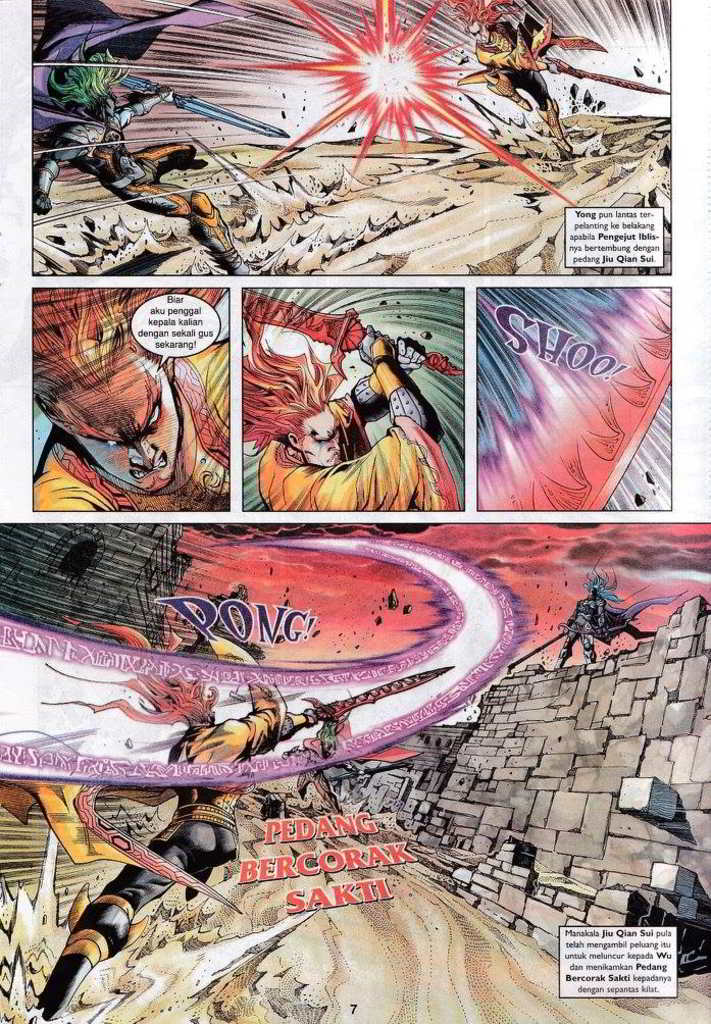 Yong pun lantas ter-
pelanting ke belakang
apabila Pengejut Iblis-
nya bertembung dengan
pedang Jiu Qian Sui.
Biar
aku penggal
kepala kalian
dengan sekali gus
sekarang!
SHOO!
PONG!
PEDANG
BERCORAK
SAKTI
Manakala Jiu Qian Sui pula
telah mengambil peluang itu
untuk meluncur kepada Wu
dan menikamkan Pedang
Bercorak Sakti kepadanya
dengan sepantas kilat.
7